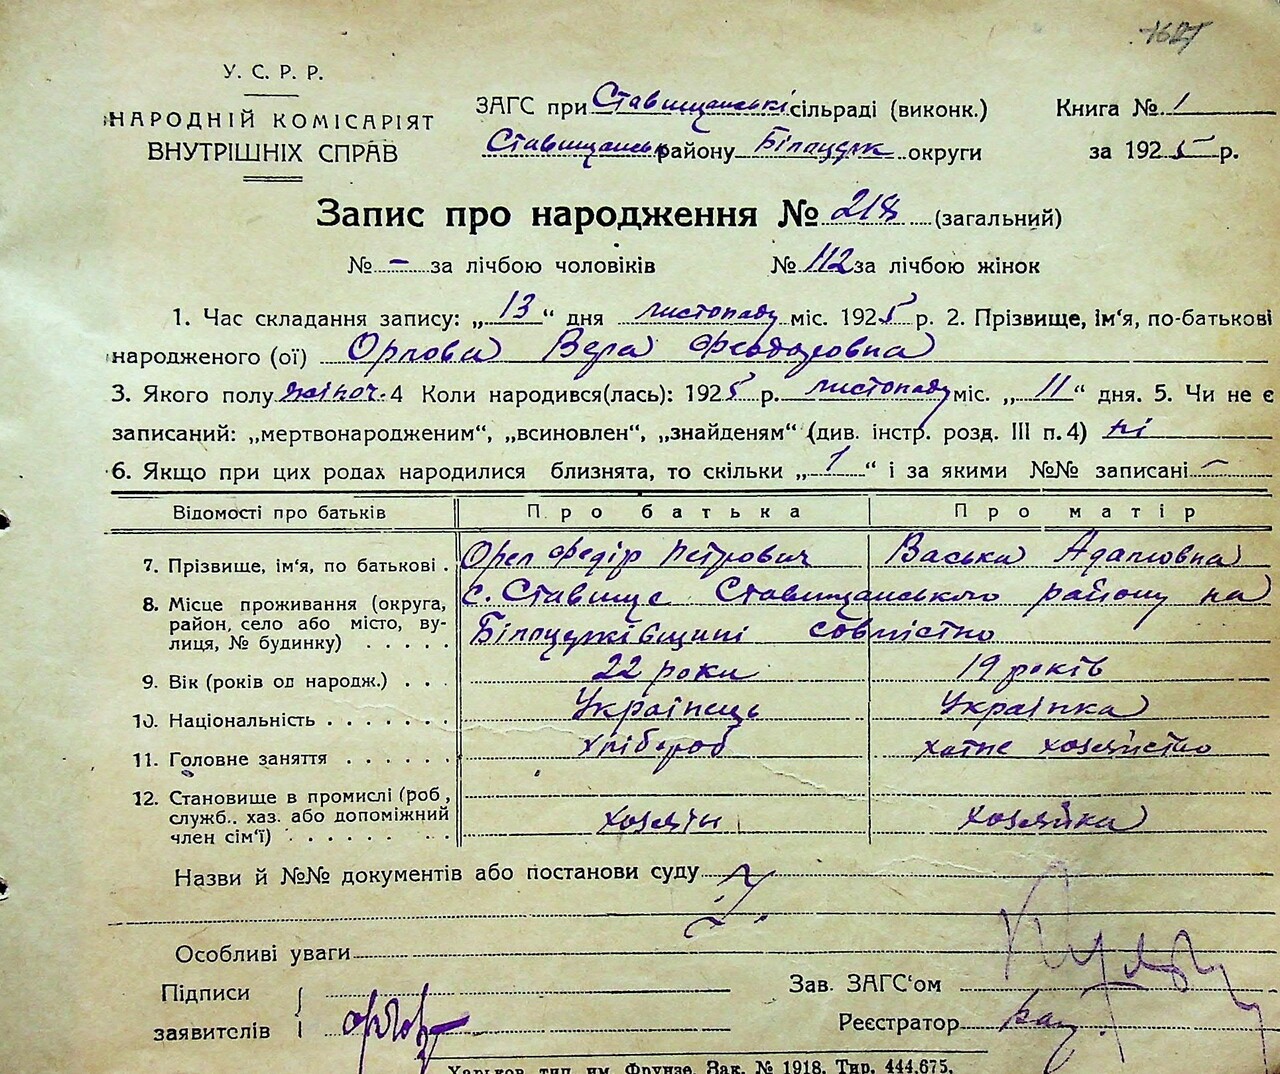 У. С. Р. Р.
НАРОДНІЙ КОМІСАРІЯТ
ВНУТРІШНІХ СПРАВ
ЗАГС при Ставищанські сільраді (виконк.)
Ставищанськ району Білоцерк округи
Книга № 1
за 1925 р.
Запис про народження № 218 (загальний)
№ – за лічбою чоловіків № 112 за лічбою жінок
1. Час складання запису: „13“ дня листопаду міс. 1925 р. 2. Прізвище, ім‘я, по-батькові
народженого (ої) Орлова Вера Феодоровна
3. Якого полу жіноч. 4 Коли народився(лась): 1925 р. листопаду міс. „11“ дня. 5. Чи не є
записаний: „мертвонародженим“, „всиновлен“, „знайденям“ (див. інстр. розд. III п. 4) ні
6. Якщо при цих родах народилися близнята, то скільки „1“ і за якими №№ записані –
Відомості про батьків Про батька Про матір
7. Прізвище, ім‘я, по батькові . Орел Федір Петрович Васька Адамовна
8. Місце проживання (округа, район, село або місто, вулиця, № будинку) . . . . . с. Ставище Ставищанського району на
Білоцерківщині совмістно
9. Вік (років од народж.) . . . 22 роки 19 років
10. Національність . . . . . . . Українець Українка
11. Головне заняття . . . . . . хлібороб хатне хозяйство
12. Становище в промислі (роб., служб., хаз. або допоміжний член сім‘ї) . . . . . . . хозяїн хозяйка
Назви й №№ документів або постанови суду
Особливі уваги
Підписи
заявителів
Зав. ЗАГС‘ом
Реєстратор
Харьков, тип. им. Фрунзе, Зак. № 1918. Тир. 444.675.